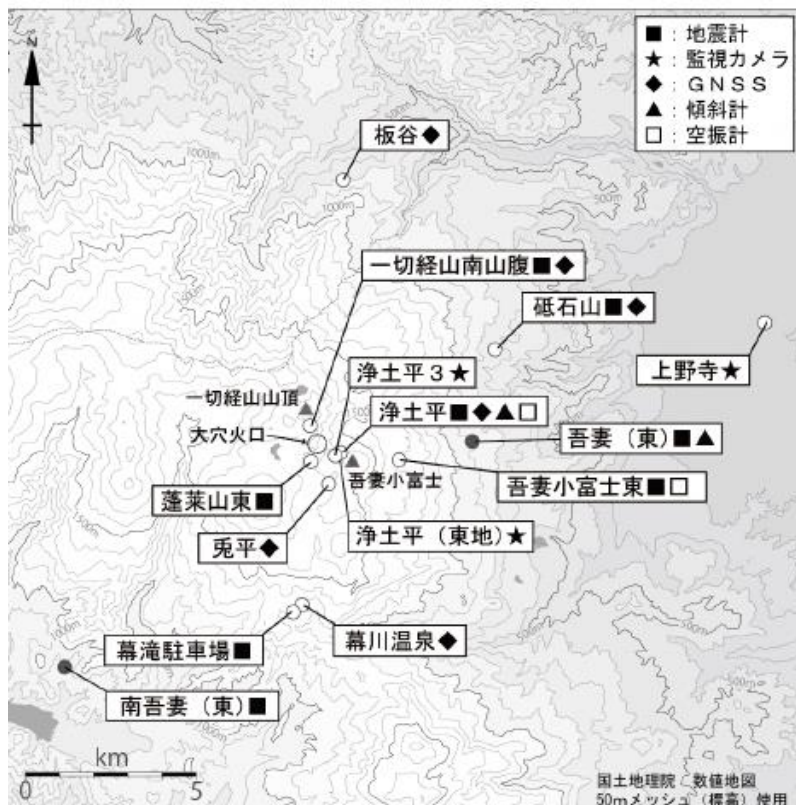 N
■：地震計
★：監視カメラ
◆：ＧＮＳＳ
▲：傾斜計
□：空振計
板谷◆
1000m
1000m
500m
一切経山南山腹■◆
砥石山■◆
上野寺★
浄土平３★
一切経山山頂
浄土平■◆▲□
大穴火口
吾妻（東）■▲
吾妻小富士
吾妻小富士東■□
蓬莱山東■
兎平◆
浄土平（東地）★
幕滝駐車場■
幕川温泉◆
南吾妻（東）■
km
0 5
国土地理院 数値地図
50mメッシュ（標高）使用